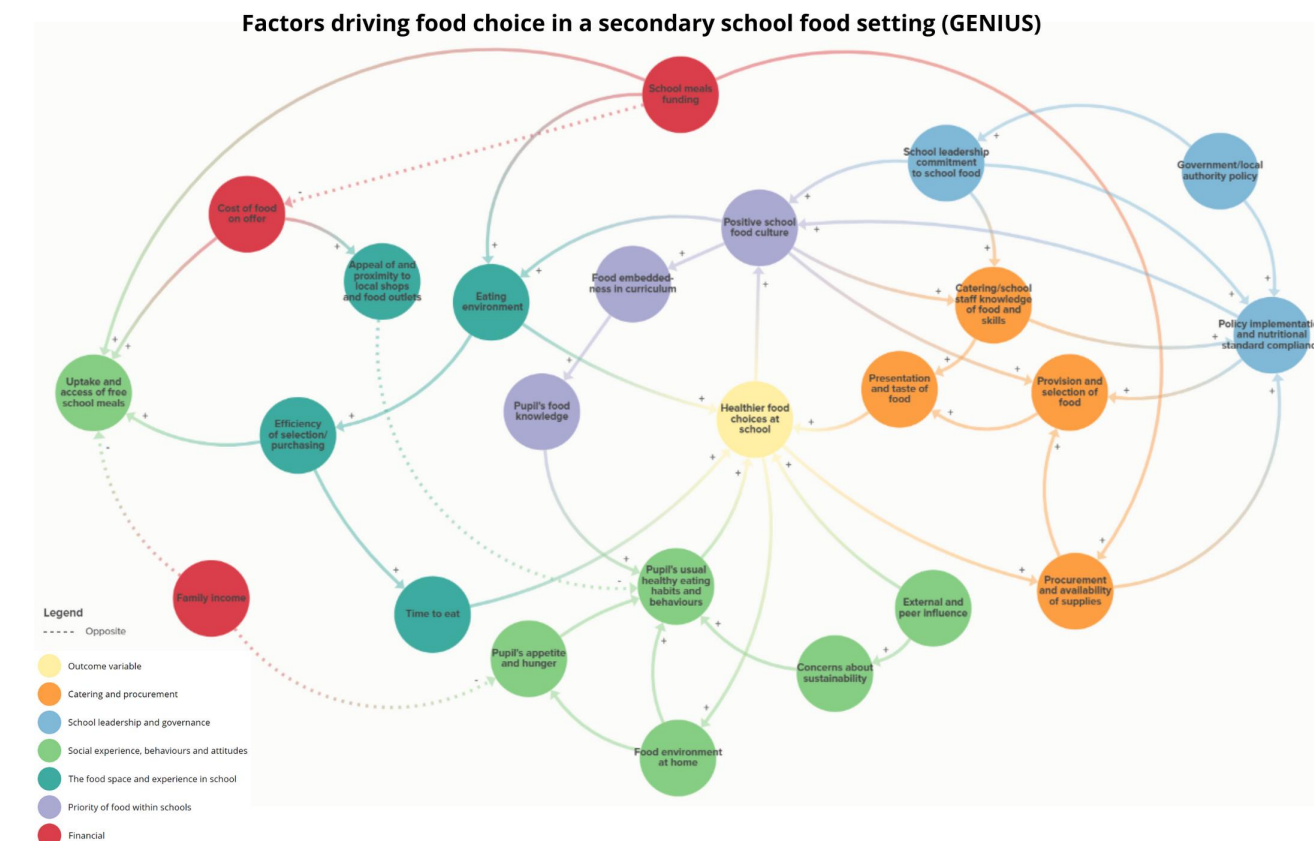 Factors driving food choice in a secondary school food setting (GENIUS)
School meals
funding
School leadership
commitment
to school food
Government/local
authority policy
Cost of food
on offer
Positive school
food culture
Appeal of and
proximity to
local shops
and food outlets
Eating
environment
Food embedded-
ness in curriculum
Catering/school
staff knowledge
of food and
skills
Policy implementati
and nutritional
standard complianc
Uptake and
access of free
school meals
Efficiency
of selection/
purchasing
Pupil's food
knowledge
Healthier food
choices at
school
Presentation
and taste of
food
Provision and
selection of
food
Family income
Time to eat
Pupil's usual
healthy eating
habits and
behaviours
External and
peer influence
Procurement
and availability
of supplies
Pupil's appetite
and hunger
Concerns about
sustainability
Food environment
at home
Legend
Opposite
Outcome variable
Catering and procurement
School leadership and governance
Social experience, behaviours and attitudes
The food space and experience in school
Priority of food within schools
Financial